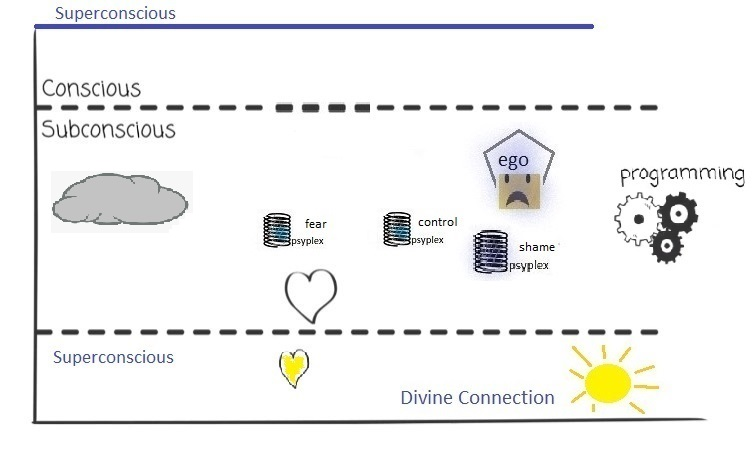 Superconscious
Conscious
Subconscious
ego
programming
fear
psyplex
control
psyplex
shame
psyplex
Superconscious
Divine Connection